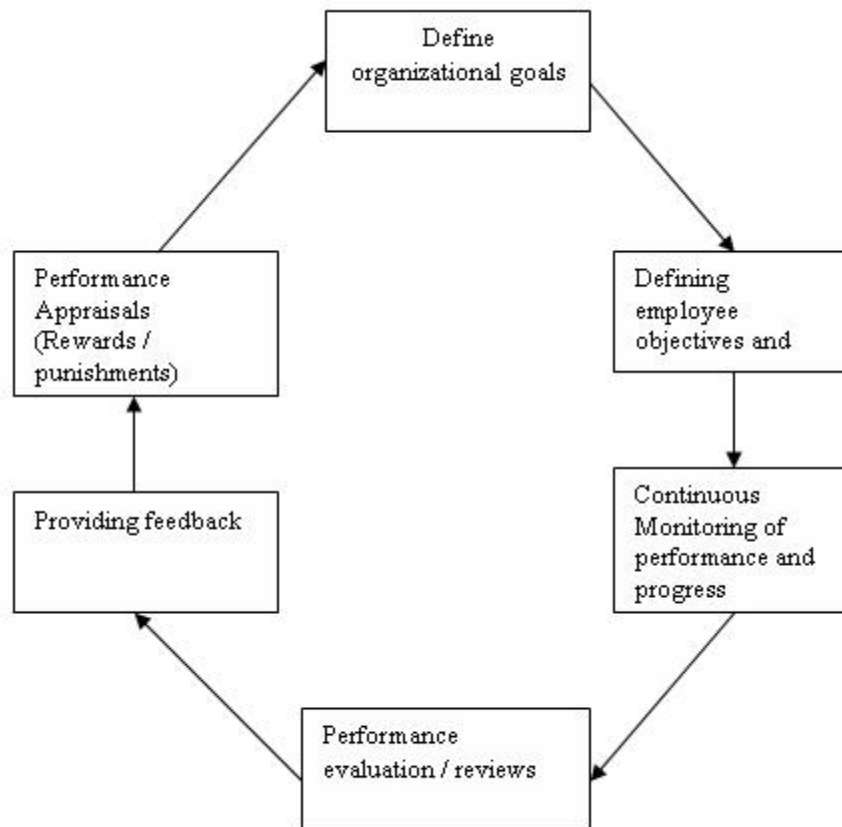 Define
organizational goals
Defining
employee
objectives and
Continuous
Monitoring of
performance and
progress
Performance
evaluation / reviews
Providing feedback
Performance
Appraisals
(Rewards /
punishments)